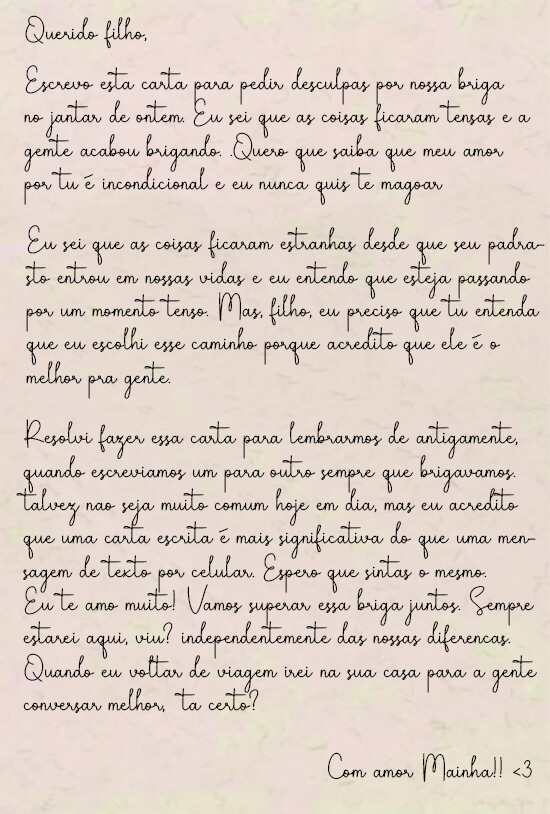 Querido filho,
Escrevo esta carta para pedir desculpas por nossa briga
no jantar de ontem. Eu sei que as coisas ficaram tensas e a
gente acabou brigando. .Quero que saiba que meu amor
por tu é incondicional e eu nunca quis te magoar
Eu sei que as coisas ficaram estranhas desde que seu padra-
sto entrou em nossas vidas e eu entendo que esteja passando
por um momento tenso. Mas, filho, eu preciso que tu entenda
que eu escolhi esse caminho porque acredito que ele é o
melhor pra gente.
Resolvi fazer essa carta para lembrarmos de antigamente,
quando escreviamos um para outro sempre que brigavamos.
talvez nao seja muito comum hoje em dia, mas eu acredito
que uma carta escrita é mais significativa do que uma men-
sagem de texto por celular. Espero que sintas o mesmo.
Eu te amo muito! Vamos superar essa briga juntos. Sempre
estarei aqui, viu? independentemente das nossas diferencas.
Quando eu voltar de viagem irei na sua casa para a gente
conversar melhor, ta certo?
Com amor Mainha!! <3